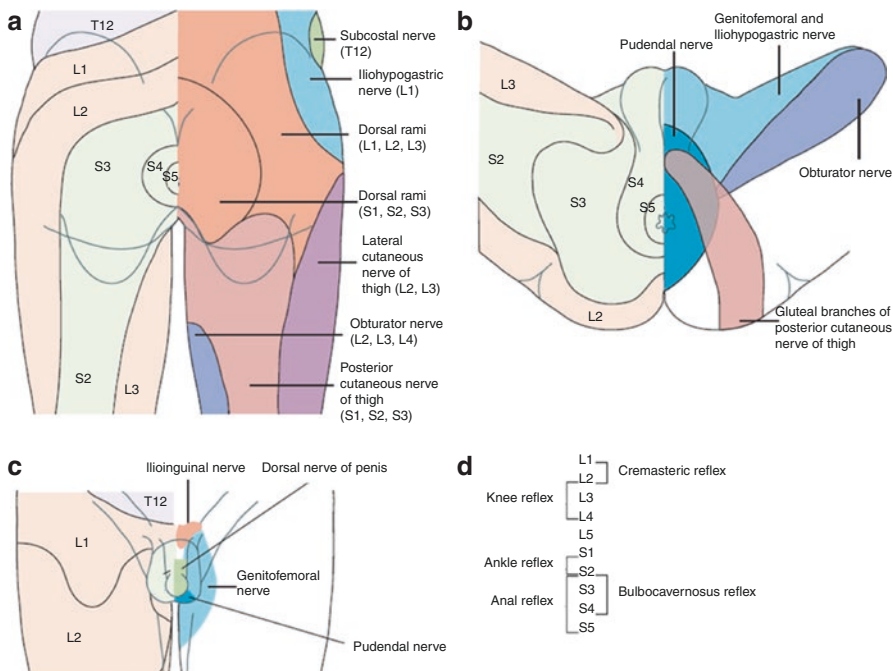 a
T12
L1
L2
S3
S4
S5
S2
L3
Subcostal nerve
(T12)
Iliohypogastric
nerve (L1)
Dorsal rami
(L1, L2, L3)
Dorsal rami
(S1, S2, S3)
Lateral
cutaneous
nerve of
thigh (L2, L3)
Obturator nerve
(L2, L3, L4)
Posterior
cutaneous nerve
of thigh
(S1, S2, S3)
b
Genitofemoral and
Iliohypogastric nerve
Pudendal nerve
L3
S2
S3
S4
S5
L2
Obturator nerve
Gluteal branches of
posterior cutaneous
nerve of thigh
c
Ilioinguinal nerve
Dorsal nerve of penis
T12
L1
L2
Genitofemoral
nerve
Pudendal nerve
d
L1
L2
L3
L4
L5
S1
S2
S3
S4
S5
Cremasteric reflex
Knee reflex
Ankle reflex
Anal reflex
Bulbocavernosus reflex